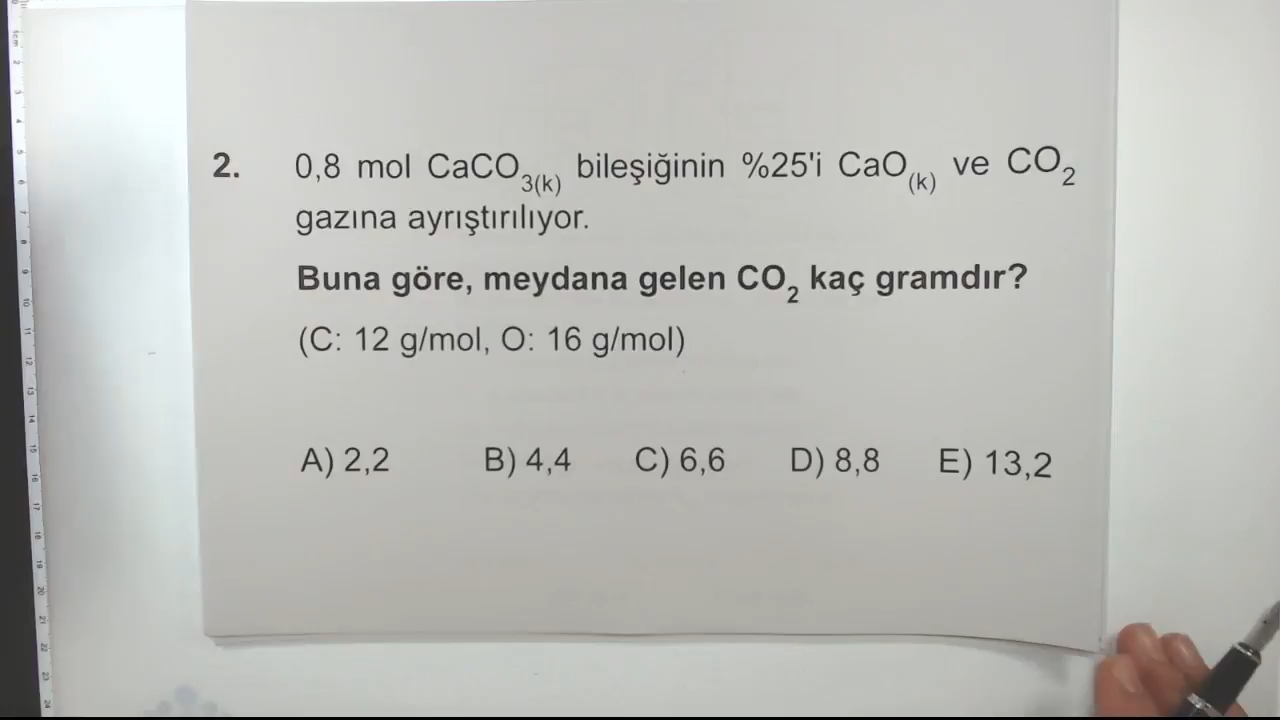 2. 0,8 mol CaCO₃(k) bileşiğinin %25'i CaO(k) ve CO₂
gazına ayrıştırılıyor.
Buna göre, meydana gelen CO₂ kaç gramdır?
(C: 12 g/mol, O: 16 g/mol)
A) 2,2 B) 4,4 C) 6,6 D) 8,8 E) 13,2